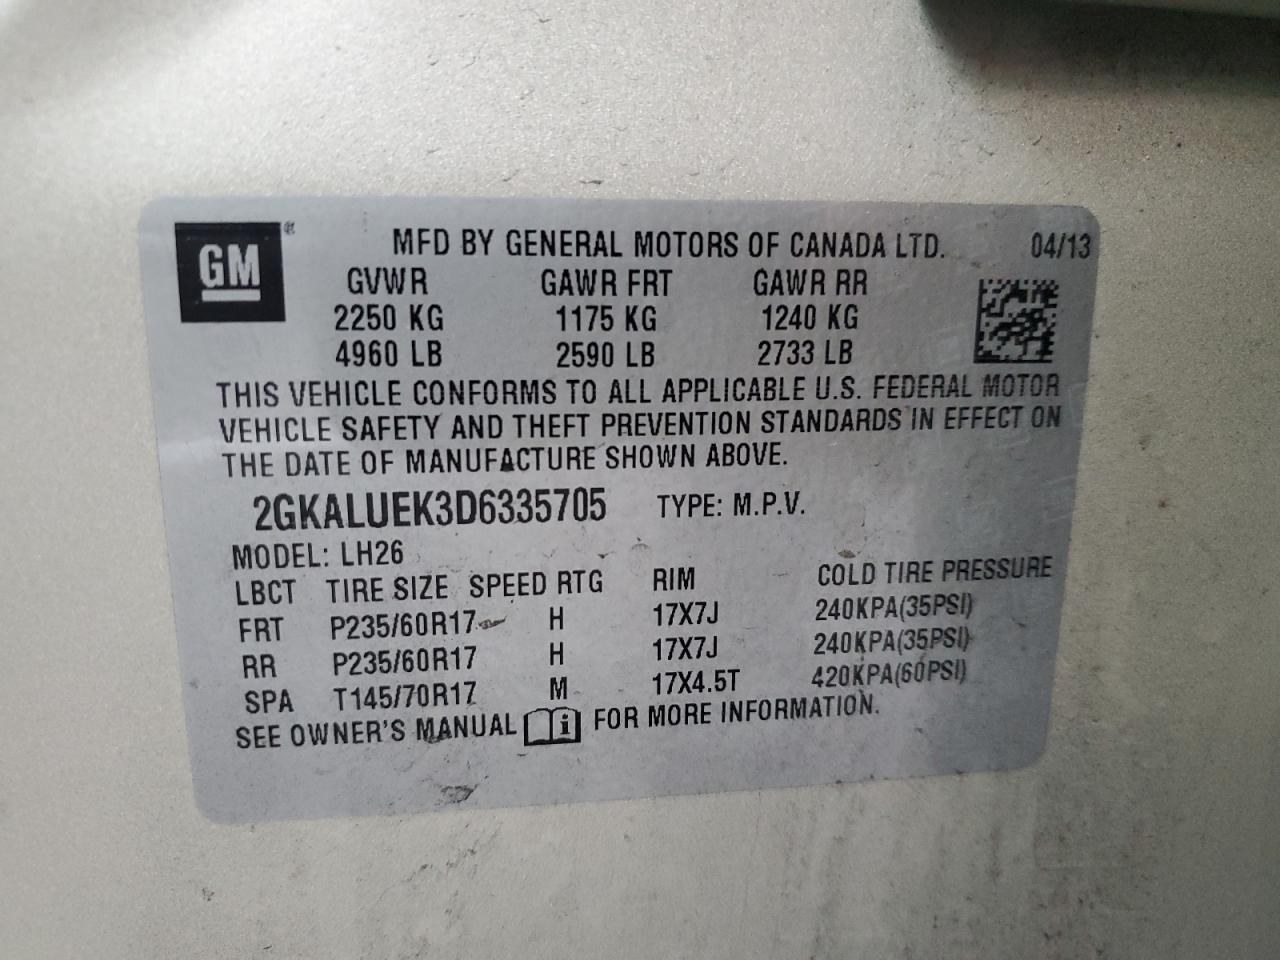 GM ® MFD BY GENERAL MOTORS OF CANADA LTD. 04/13
GVWR GAWR FRT GAWR RR
2250 KG 1175 KG 1240 KG
4960 LB 2590 LB 2733 LB
THIS VEHICLE CONFORMS TO ALL APPLICABLE U.S. FEDERAL MOTOR
VEHICLE SAFETY AND THEFT PREVENTION STANDARDS IN EFFECT ON
THE DATE OF MANUFACTURE SHOWN ABOVE.
2GKALUEK3D6335705 TYPE: M.P.V.
MODEL: LH26
LBCT TIRE SIZE SPEED RTG RIM COLD TIRE PRESSURE
FRT P235/60R17 H 17X7J 240KPA(35PSI)
RR P235/60R17 H 17X7J 240KPA(35PSI)
SPA T145/70R17 M 17X4.5T 420KPA(60PSI)
SEE OWNER'S MANUAL i FOR MORE INFORMATION.